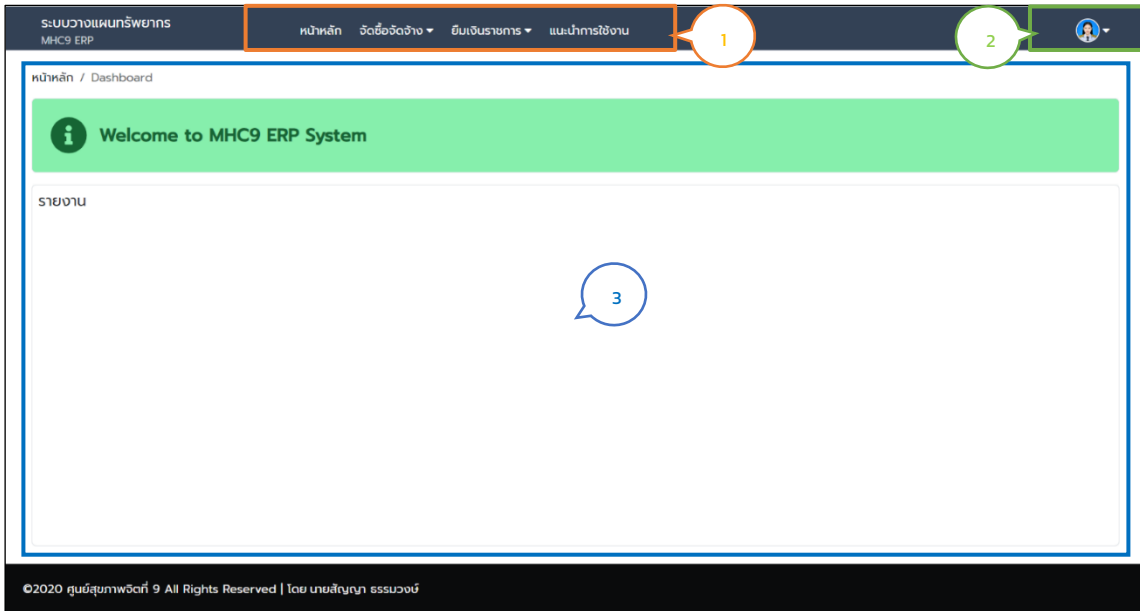 ระบบวางแผนทรัพยากร
MHC9 ERP
หน้าหลัก จัดซื้อจัดจ้าง ยืมเงินราชการ แนะนำการใช้งาน
1
2
หน้าหลัก / Dashboard
Welcome to MHC9 ERP System
รายงาน
3
©2020 ศูนย์สุขภาพจิตที่ 9 All Rights Reserved | โดย นายสัญญา ธรรมวงษ์